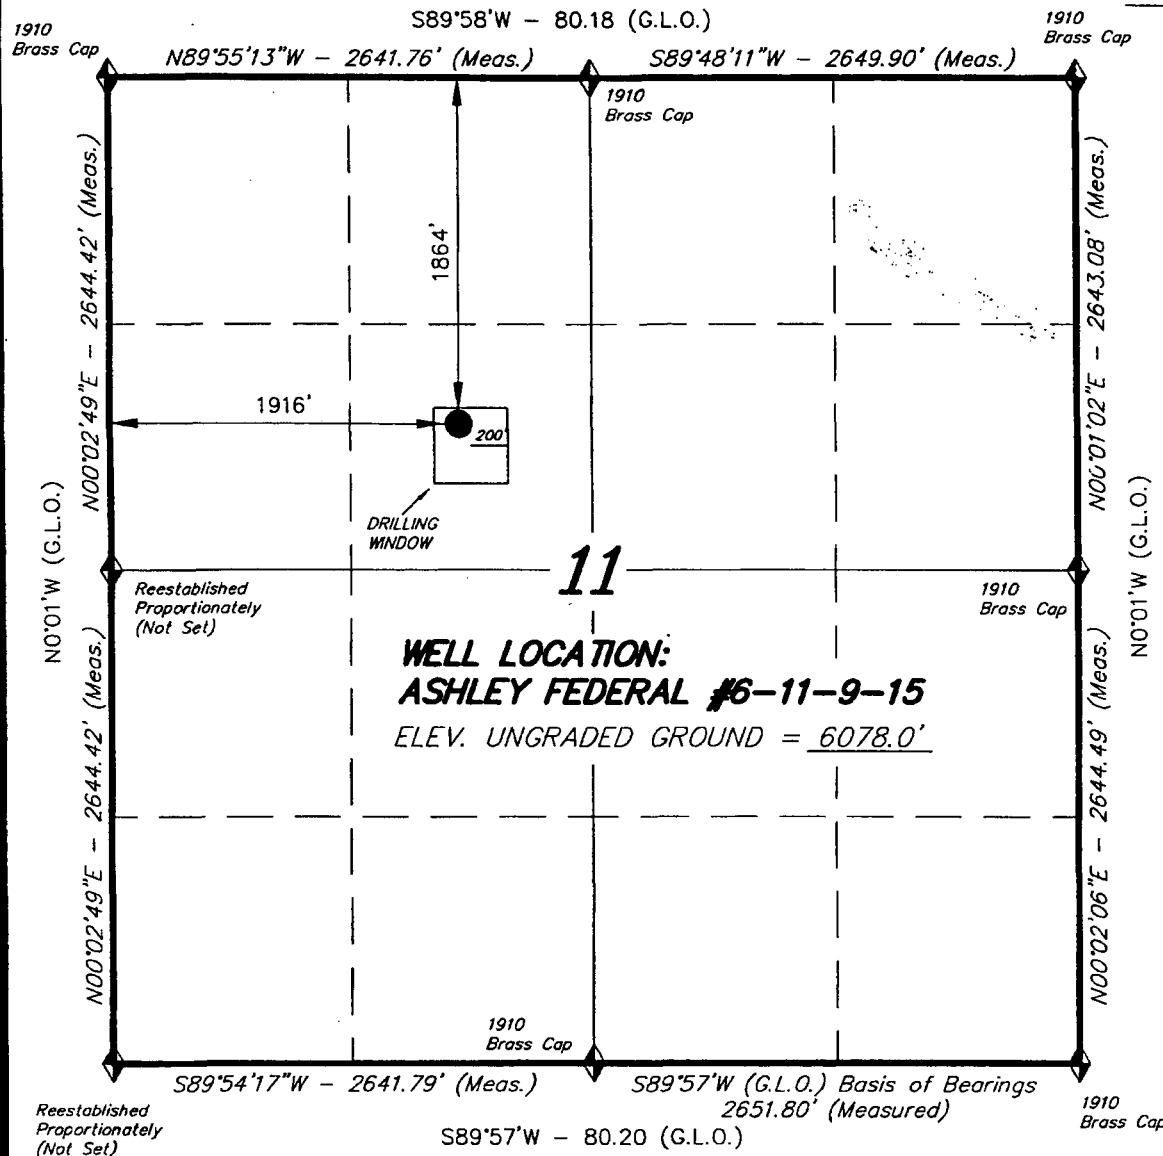 S89°58'W - 80.18 (G.L.O.)
1910
Brass Cap
1910
Brass Cap
N89°55'13"W - 2641.76' (Meas.)
S89°48'11"W - 2649.90' (Meas.)
1910
Brass Cap
N00°02'49"E - 2644.42' (Meas.)
1864'
N00°01'02"E - 2643.08' (Meas.)
1916'
200'
DRILLING
WINDOW
N0°01'W (G.L.O.)
N0°01'W (G.L.O.)
11
Reestablished
Proportionately
(Not Set)
1910
Brass Cap
WELL LOCATION:
ASHLEY FEDERAL #6-11-9-15
ELEV. UNGRADED GROUND = 6078.0'
N00°02'49"E - 2644.42' (Meas.)
N00°02'06"E - 2644.49' (Meas.)
1910
Brass Cap
S89°54'17"W - 2641.79' (Meas.)
S89°57'W (G.L.O.) Basis of Bearings
2651.80' (Measured)
Reestablished
Proportionately
(Not Set)
1910
Brass Cap
S89°57'W - 80.20 (G.L.O.)